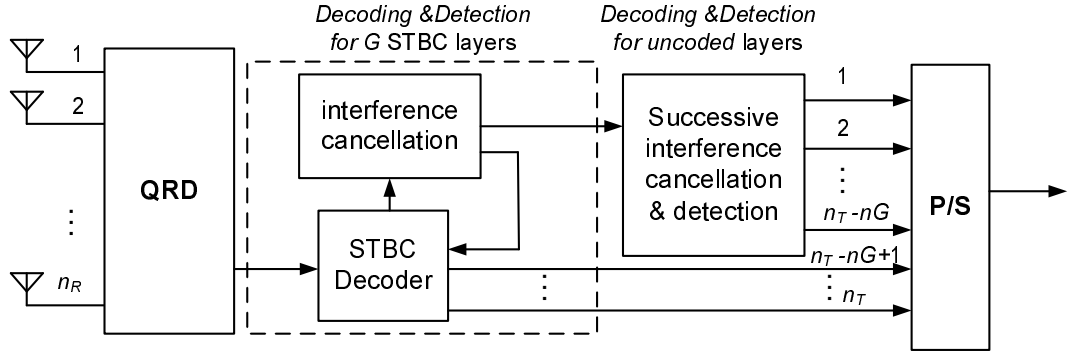 Decoding &Detection
for G STBC layers
Decoding &Detection
for uncoded layers
1
2
⋮
n_R
QRD
interference
cancellation
STBC
Decoder
Successive
interference
cancellation
& detection
1
2
⋮
n_T -nG
n_T -nG+1
⋮
⋮
n_T
P/S